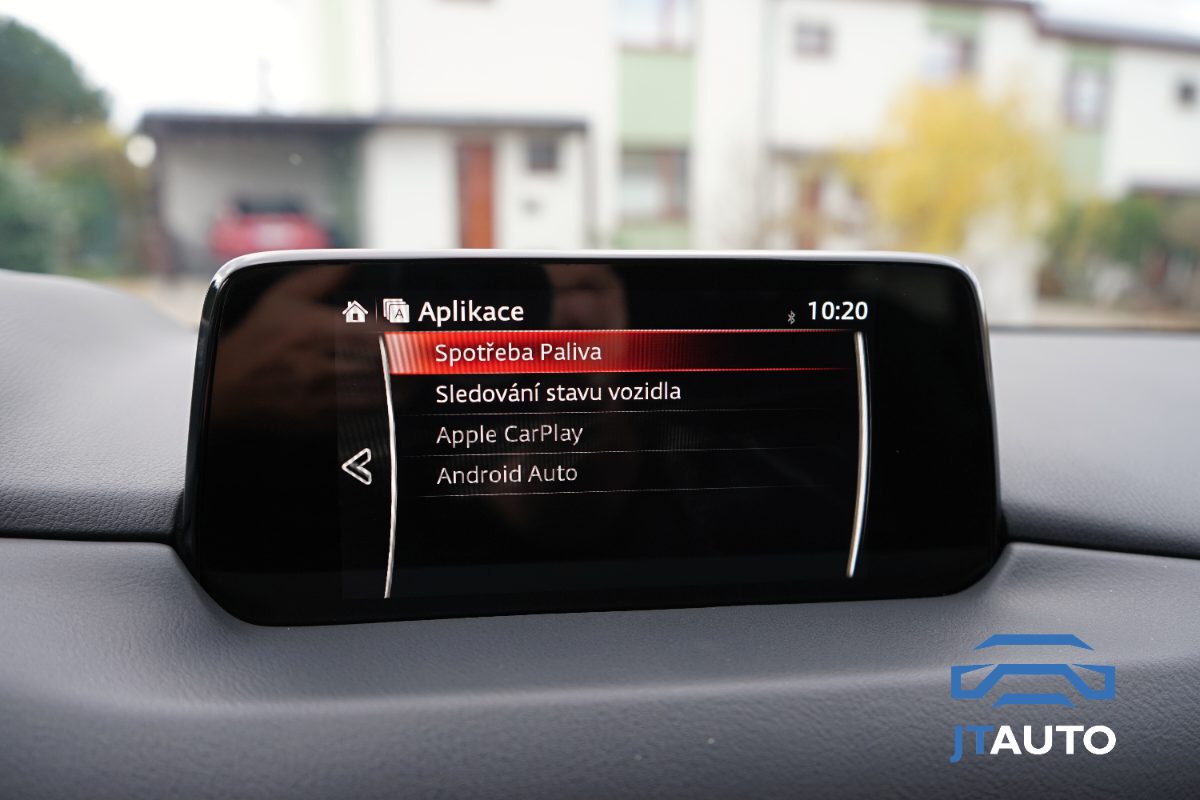 Aplikace
10:20
Spotřeba Paliva
Sledování stavu vozidla
Apple CarPlay
Android Auto
JTAUTO